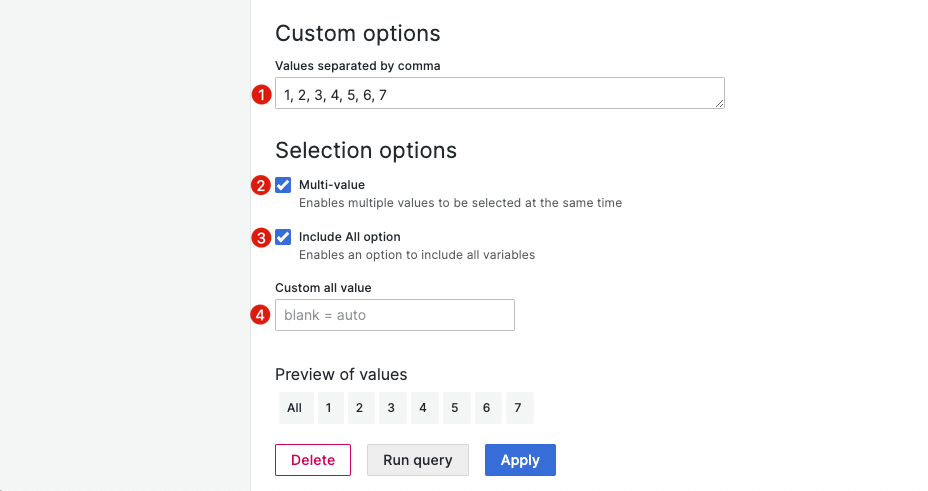 Custom options
Values separated by comma
1 1, 2, 3, 4, 5, 6, 7
Selection options
2 Multi-value
Enables multiple values to be selected at the same time
3 Include All option
Enables an option to include all variables
Custom all value
4 blank = auto
Preview of values
All 1 2 3 4 5 6 7
Delete Run query Apply